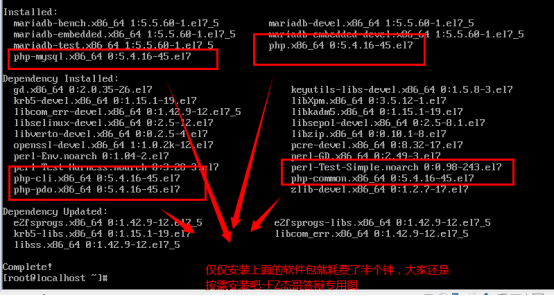 Installed:
mariadb-bench.x86_64 1:5.5.60-1.el7_5 mariadb-devel.x86_64 1:5.5.60-1.el7_5
mariadb-embedded.x86_64 1:5.5.60-1.el7_5 mariadb-embedded-devel.x86_64 1:5.5.60-1.el7_5
mariadb-test.x86_64 1:5.5.60-1.el7_5 php.x86_64 0:5.4.16-45.el7
php-mysql.x86_64 0:5.4.16-45.el7
Dependency Installed:
gd.x86_64 0:2.0.35-26.el7 keyutils-libs-devel.x86_64 0:1.5.8-3.el7
krb5-devel.x86_64 0:1.15.1-19.el7 libXpm.x86_64 0:3.5.12-1.el7
libcom_err-devel.x86_64 0:1.42.9-12.el7_5 libkadm5.x86_64 0:1.15.1-19.el7
libselinux-devel.x86_64 0:2.5-12.el7 libsepol-devel.x86_64 0:2.5-8.1.el7
libverto-devel.x86_64 0:0.2.5-4.el7 libzip.x86_64 0:0.10.1-8.el7
openssl-devel.x86_64 1:1.0.2k-12.el7 pcre-devel.x86_64 0:8.32-17.el7
perl-Env.noarch 0:1.04-2.el7 perl-GD.x86_64 0:2.49-3.el7
perl-Test-Harness.noarch 0:3.28-3.el7 perl-Test-Simple.noarch 0:0.98-243.el7
php-cli.x86_64 0:5.4.16-45.el7 php-common.x86_64 0:5.4.16-45.el7
php-pdo.x86_64 0:5.4.16-45.el7 zlib-devel.x86_64 0:1.2.7-17.el7
Dependency Updated:
e2fsprogs.x86_64 0:1.42.9-12.el7_5 e2fsprogs-libs.x86_64 0:1.42.9-12.el7_5
krb5-libs.x86_64 0:1.15.1-19.el7 libcom_err.x86_64 0:1.42.9-12.el7_5
libss.x86_64 0:1.42.9-12.el7_5
Complete!
仅仅安装上面的软件包就耗费了半个钟，大家还是
[root@localhost ~]#
按需安装吧-FZ杰哥答辩专用图